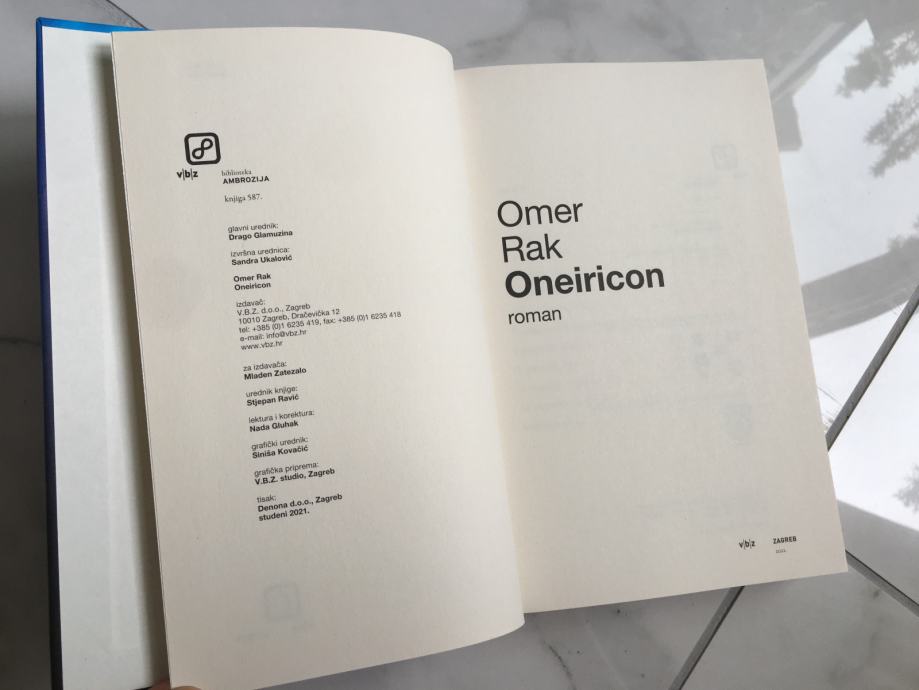 v|b|z
biblioteka
AMBROZIJA
knjiga 587.
glavni urednik:
Drago Glamuzina
izvršna urednica:
Sandra Ukalović
Omer Rak
Oneiricon
izdavač:
V.B.Z. d.o.o., Zagreb
10010 Zagreb, Dračevička 12
tel: +385 (0)1 6235 419, fax: +385 (0)1 6235 418
e-mail: info@vbz.hr
www.vbz.hr
za izdavača:
Mladen Zatezalo
urednik knjige:
Stjepan Ravić
lektura i korektura:
Nada Gluhak
grafički urednik:
Siniša Kovačić
grafička priprema:
V.B.Z. studio, Zagreb
tisak:
Denona d.o.o., Zagreb
studeni 2021.
Omer
Rak
Oneiricon
roman
v|b|z ZAGREB